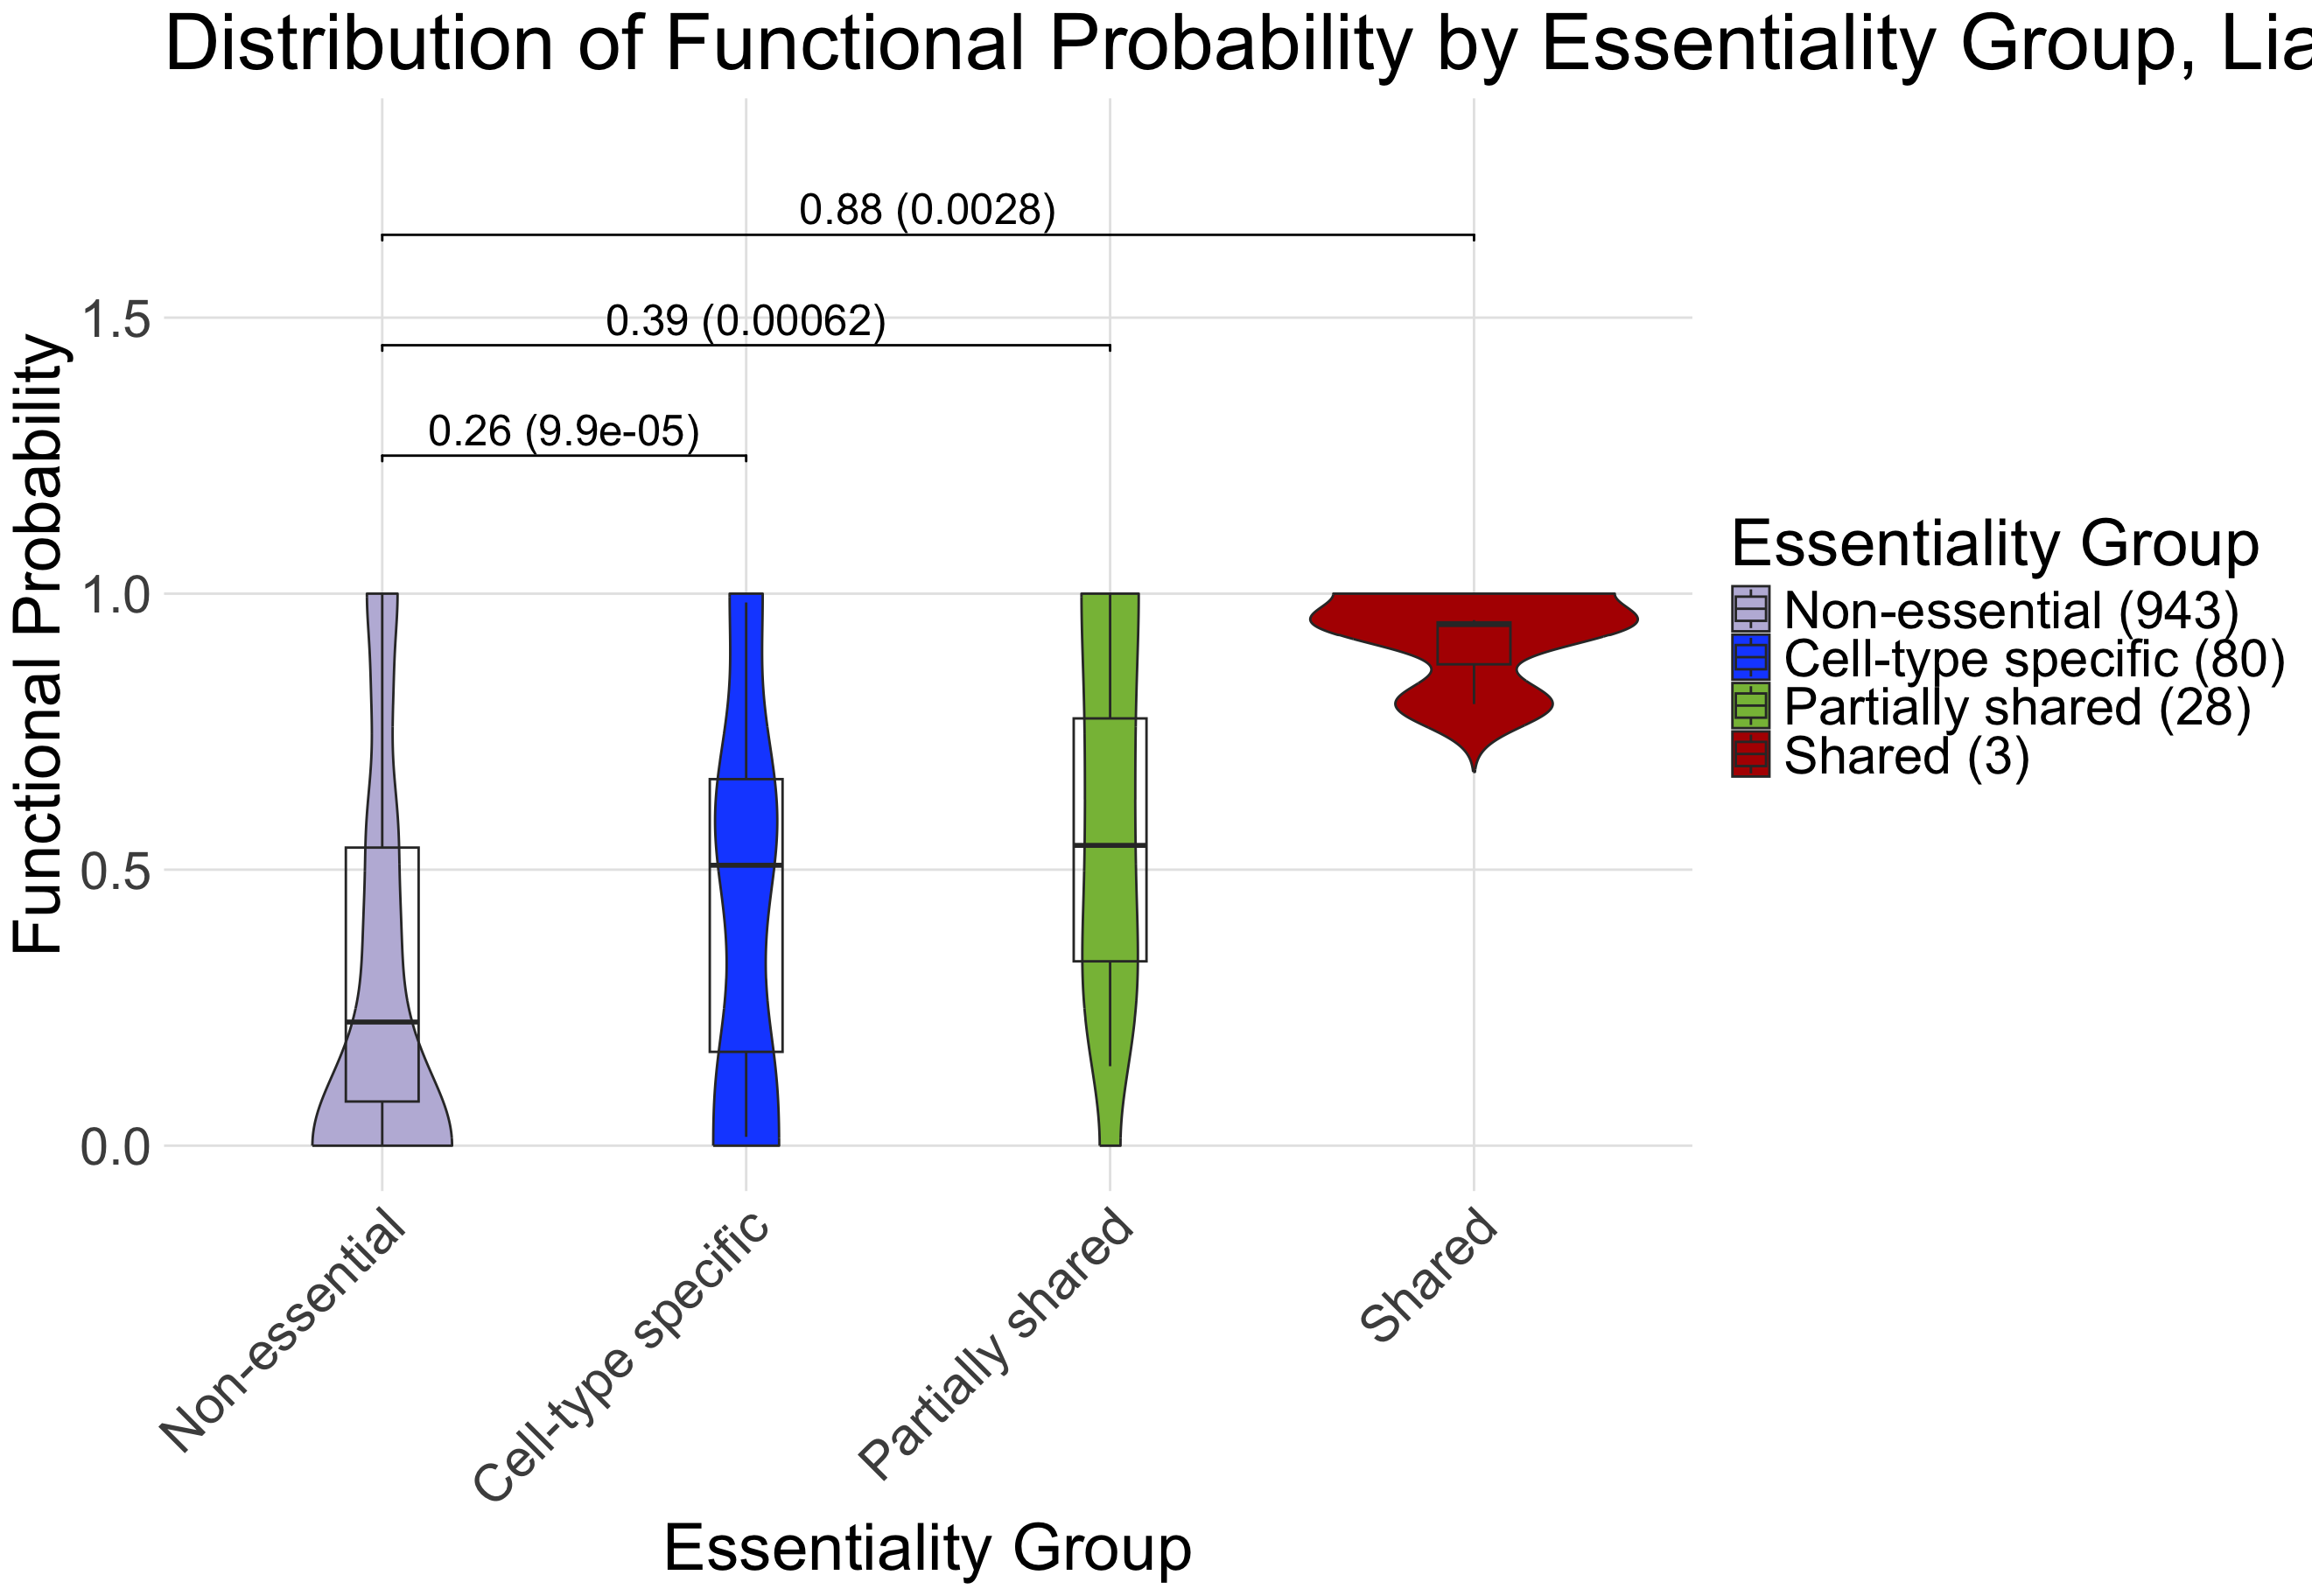 Distribution of Functional Probability by Essentiality Group, Lia
0.88 (0.0028)
0.39 (0.00062)
0.26 (9.9e-05)
Functional Probability
1.5
1.0
0.5
0.0
Non-essential
Cell-type specific
Partially shared
Shared
Essentiality Group
Essentiality Group
Non-essential (943)
Cell-type specific (80)
Partially shared (28)
Shared (3)